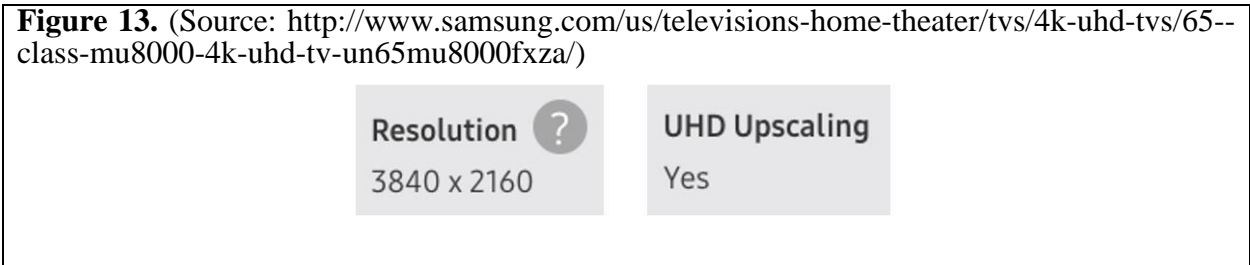 Figure 13. (Source: http://www.samsung.com/us/televisions-home-theater/tvs/4k-uhd-tvs/65--
class-mu8000-4k-uhd-tv-un65mu8000fxza/)
Resolution ?
3840 x 2160
UHD Upscaling
Yes